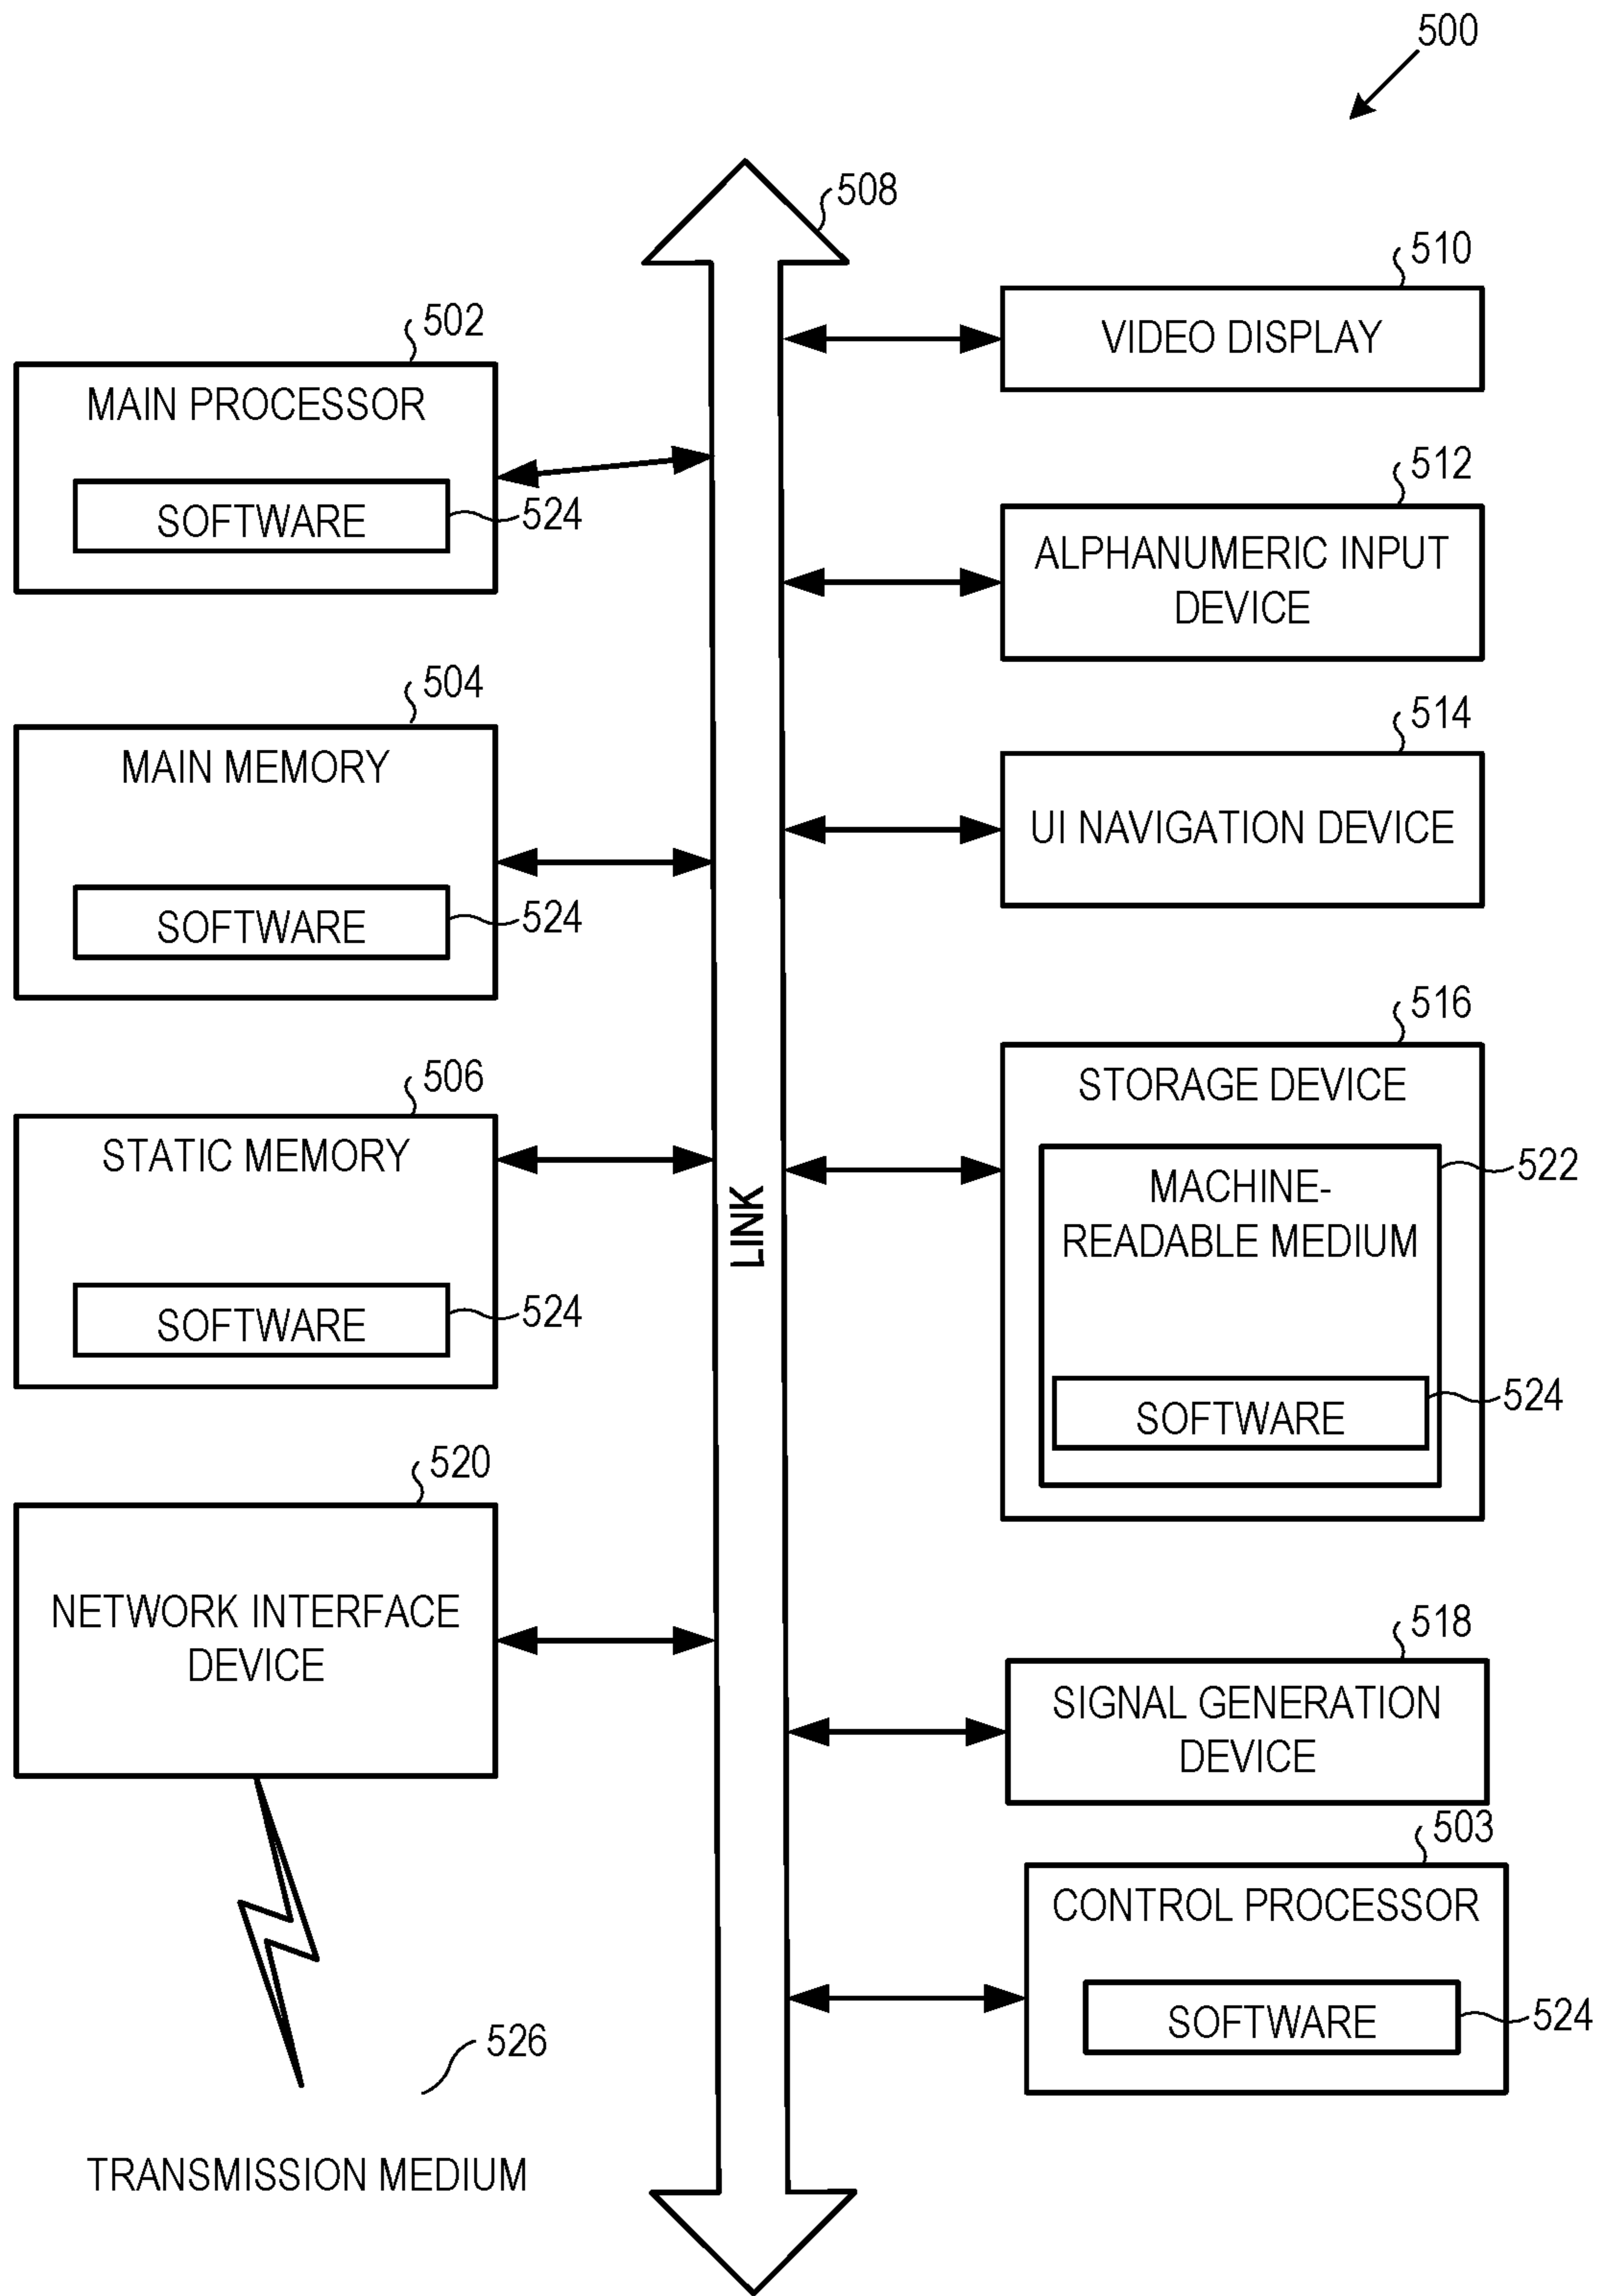 500
508
502
MAIN PROCESSOR
SOFTWARE
524
504
MAIN MEMORY
SOFTWARE
524
506
STATIC MEMORY
SOFTWARE
524
520
NETWORK INTERFACE
DEVICE
526
TRANSMISSION MEDIUM
LINK
510
VIDEO DISPLAY
512
ALPHANUMERIC INPUT
DEVICE
514
UI NAVIGATION DEVICE
516
STORAGE DEVICE
522
MACHINE-
READABLE MEDIUM
SOFTWARE
524
518
SIGNAL GENERATION
DEVICE
503
CONTROL PROCESSOR
SOFTWARE
524